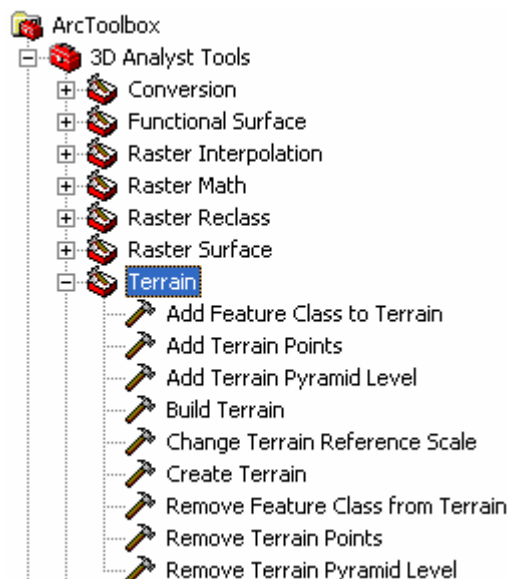 ArcToolbox
3D Analyst Tools
Conversion
Functional Surface
Raster Interpolation
Raster Math
Raster Reclass
Raster Surface
Terrain
Add Feature Class to Terrain
Add Terrain Points
Add Terrain Pyramid Level
Build Terrain
Change Terrain Reference Scale
Create Terrain
Remove Feature Class from Terrain
Remove Terrain Points
Remove Terrain Pyramid Level